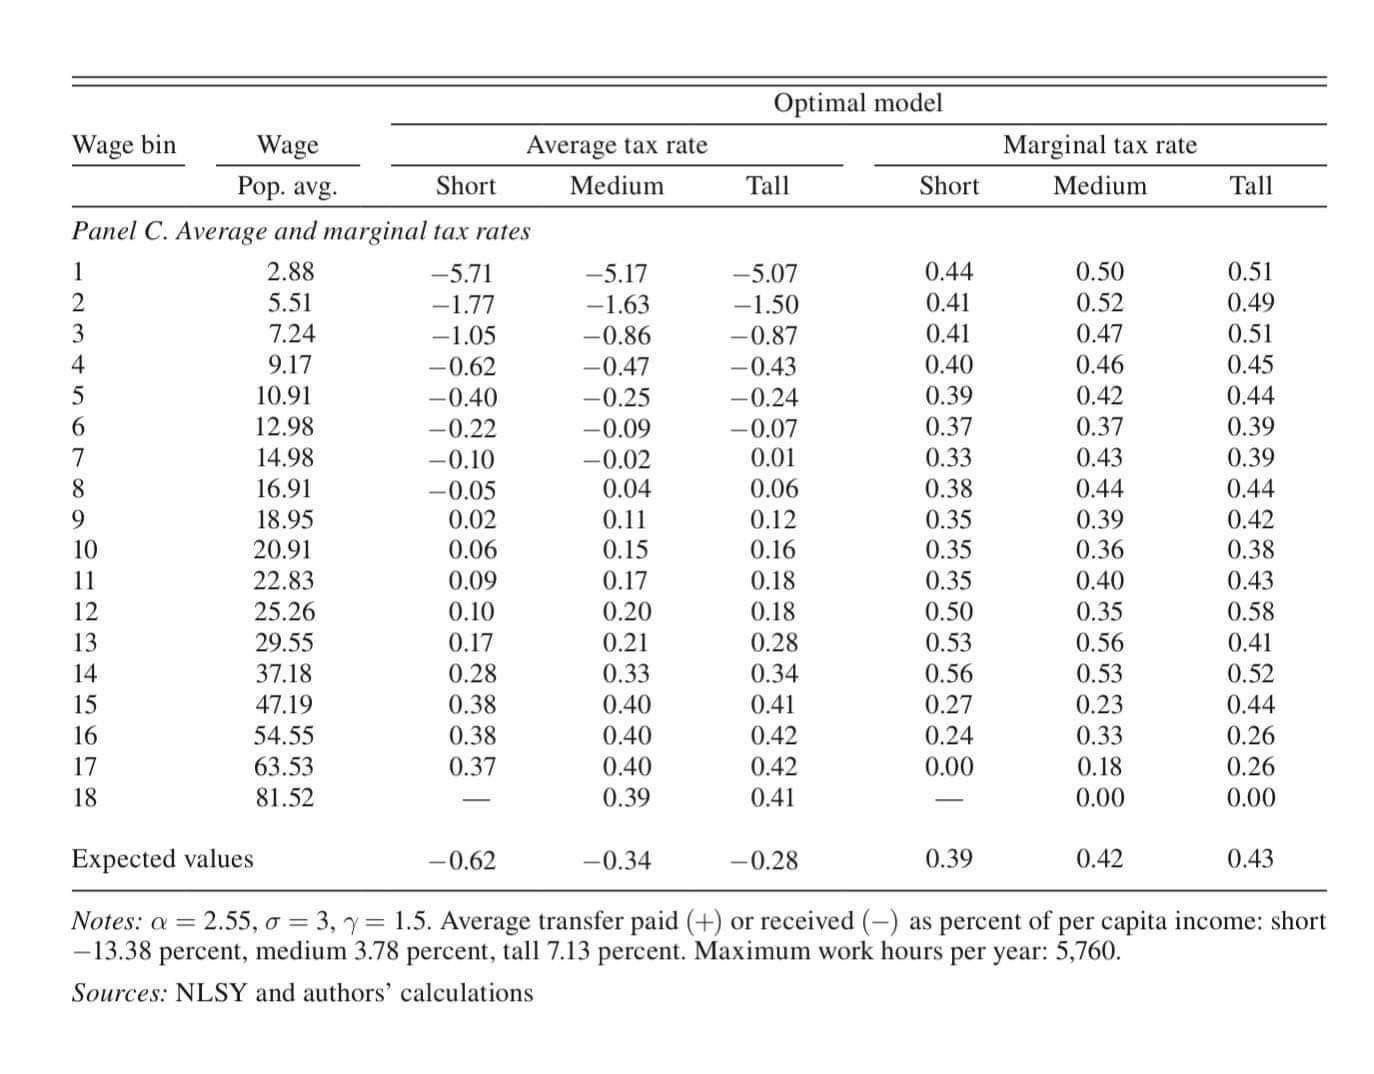 Optimal model
Wage bin Wage Average tax rate Marginal tax rate
Pop. avg. Short Medium Tall Short Medium Tall
Panel C. Average and marginal tax rates
1 2.88 −5.71 −5.17 −5.07 0.44 0.50 0.51
2 5.51 −1.77 −1.63 −1.50 0.41 0.52 0.49
3 7.24 −1.05 −0.86 −0.87 0.41 0.47 0.51
4 9.17 −0.62 −0.47 −0.43 0.40 0.46 0.45
5 10.91 −0.40 −0.25 −0.24 0.39 0.42 0.44
6 12.98 −0.22 −0.09 −0.07 0.37 0.37 0.39
7 14.98 −0.10 −0.02 0.01 0.33 0.43 0.39
8 16.91 −0.05 0.04 0.06 0.38 0.44 0.44
9 18.95 0.02 0.11 0.12 0.35 0.39 0.42
10 20.91 0.06 0.15 0.16 0.35 0.36 0.38
11 22.83 0.09 0.17 0.18 0.35 0.40 0.43
12 25.26 0.10 0.20 0.18 0.50 0.35 0.58
13 29.55 0.17 0.21 0.28 0.53 0.56 0.41
14 37.18 0.28 0.33 0.34 0.56 0.53 0.52
15 47.19 0.38 0.40 0.41 0.27 0.23 0.44
16 54.55 0.38 0.40 0.42 0.24 0.33 0.26
17 63.53 0.37 0.40 0.42 0.00 0.18 0.26
18 81.52 — 0.39 0.41 — 0.00 0.00
Expected values −0.62 −0.34 −0.28 0.39 0.42 0.43
Notes: α = 2.55, σ = 3, γ = 1.5. Average transfer paid (+) or received (−) as percent of per capita income: short
−13.38 percent, medium 3.78 percent, tall 7.13 percent. Maximum work hours per year: 5,760.
Sources: NLSY and authors’ calculations